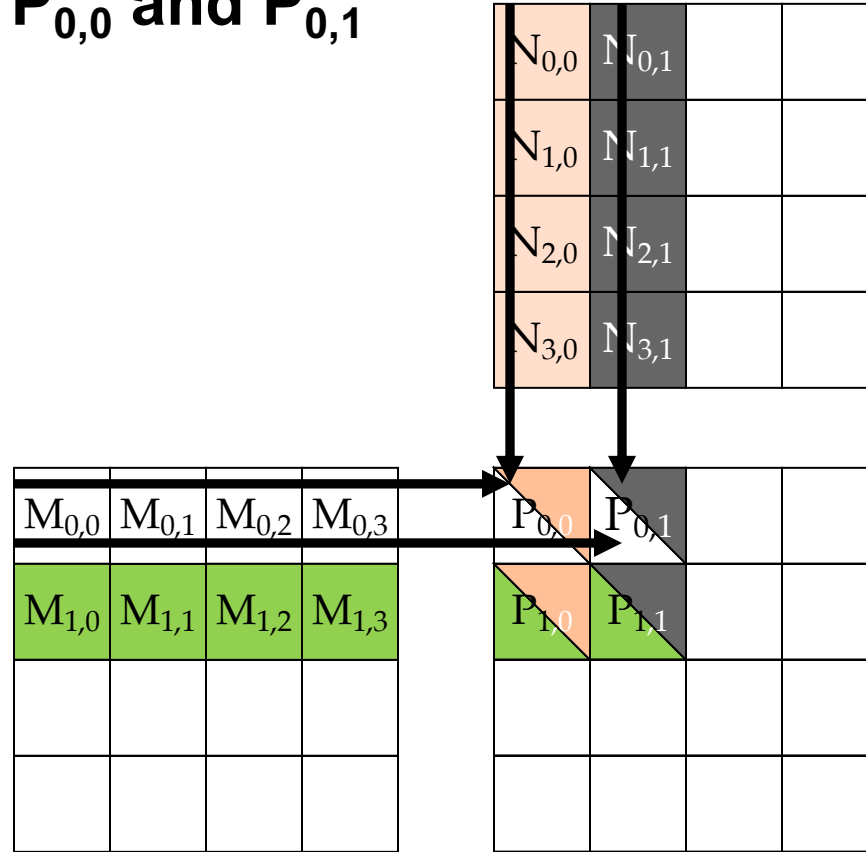 P0,0 and P0,1
N0,0 N0,1
N1,0 N1,1
N2,0 N2,1
N3,0 N3,1
M0,0 M0,1 M0,2 M0,3 P0,0 P0,1
M1,0 M1,1 M1,2 M1,3 P1,0 P1,1